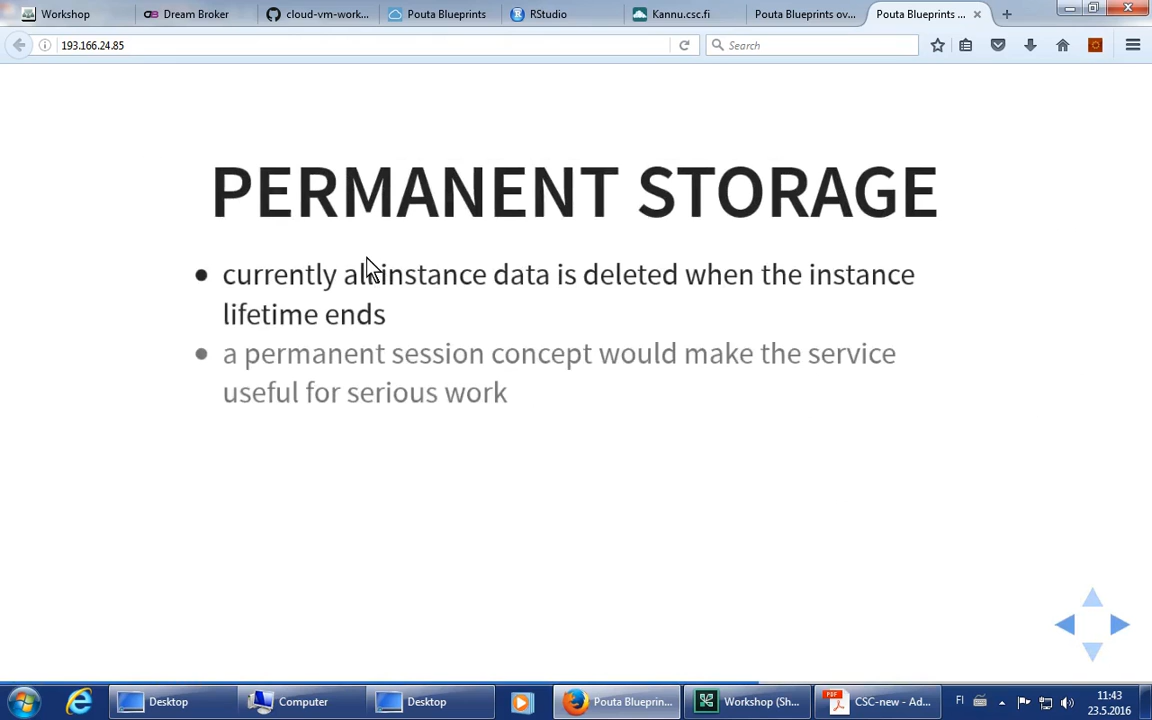 Workshop
Dream Broker
cloud-vm-work...
Pouta Blueprints
RStudio
Kannu.csc.fi
Pouta Blueprints ov...
Pouta Blueprints ...
193.166.24.85
Search
PERMANENT STORAGE
currently all instance data is deleted when the instance
lifetime ends
a permanent session concept would make the service
useful for serious work
Desktop
Computer
Desktop
Pouta Blueprin...
Workshop (Sh...
CSC-new - Ad...
FI
11:43
23.5.2016